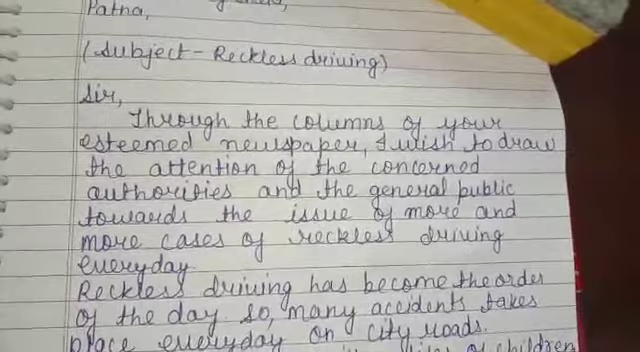 Patna,
(Subject - Reckless driving)
Sir,
Through the columns of your
esteemed newspaper, I wish to draw
the attention of the concerned
authorities and the general public
towards the issue of more and
more cases of reckless driving
everyday
Reckless driving has become the order
of the day. So, many accidents takes
place everyday on city roads.
of children